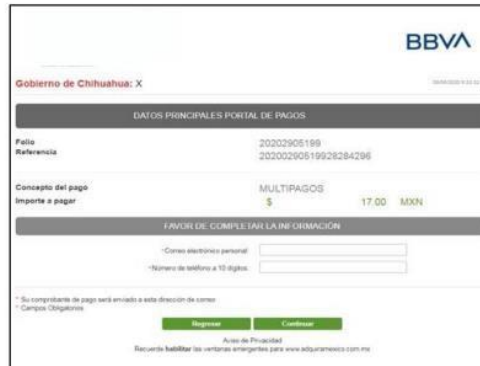 BBVA
Gobierno de Chihuahua: X
DATOS PRINCIPALES PORTAL DE PAGOS
Folio 20202905199
Referencia 20200290519928284296
Concepto del pago MULTIPAGOS
Importe a pagar $ 17.00 MXN
FAVOR DE COMPLETAR LA INFORMACIÓN
*Correo electrónico personal:
*Número de teléfono a 10 dígitos:
* Su comprobante de pago será enviado a esta dirección de correo
* Campos Obligatorios
Regresar Continuar
Aviso de Privacidad
Recuerde habilitar las ventanas emergentes para www.adquiramexico.com.mx